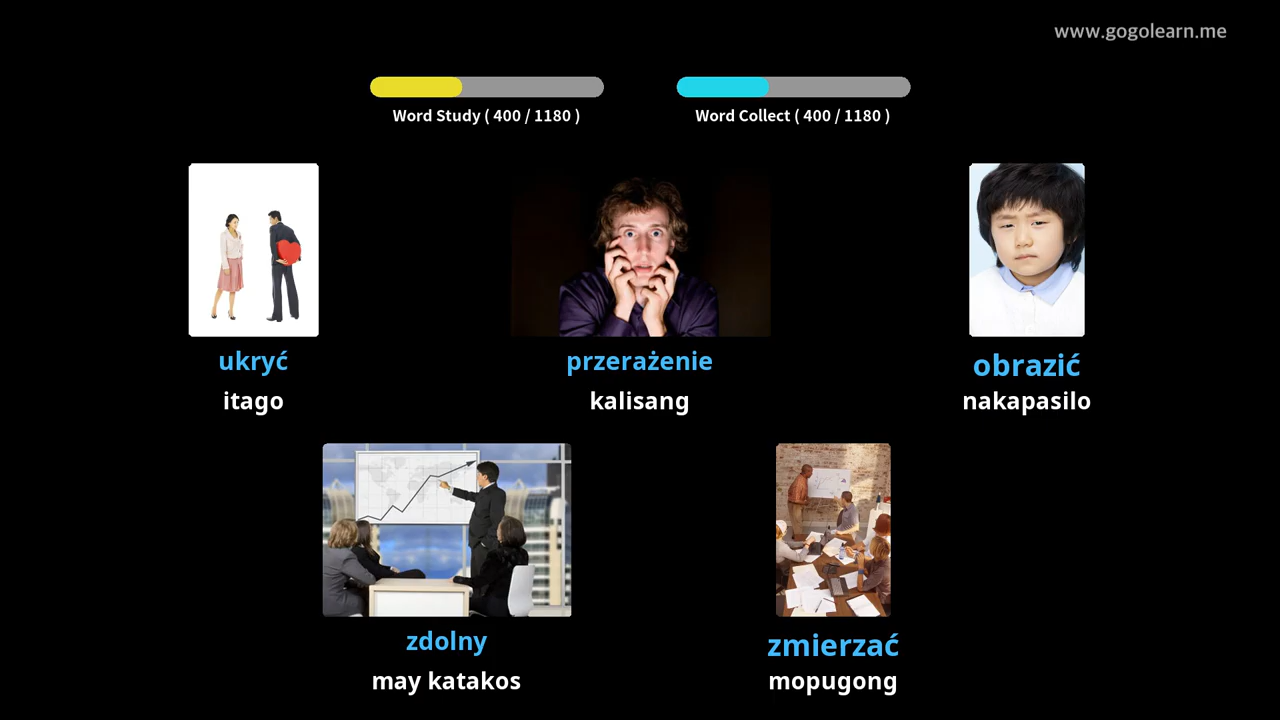 www.gogolearn.me
Word Study ( 400 / 1180 )
Word Collect ( 400 / 1180 )
ukryć
itago
przerażenie
kalisang
obrazić
nakapasilo
zdolny
may katakos
zmierzać
mopugong